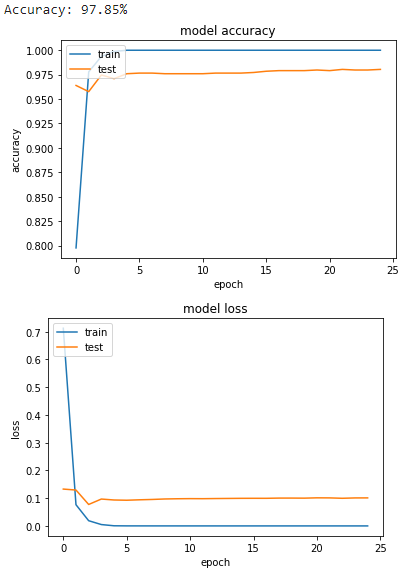 Accuracy: 97.85%
model accuracy
1.000
0.975
0.950
0.925
0.900
0.875
0.850
0.825
0.800
accuracy
train
test
0
5
10
15
20
25
epoch
model loss
0.7
0.6
0.5
0.4
0.3
0.2
0.1
0.0
loss
train
test
0
5
10
15
20
25
epoch